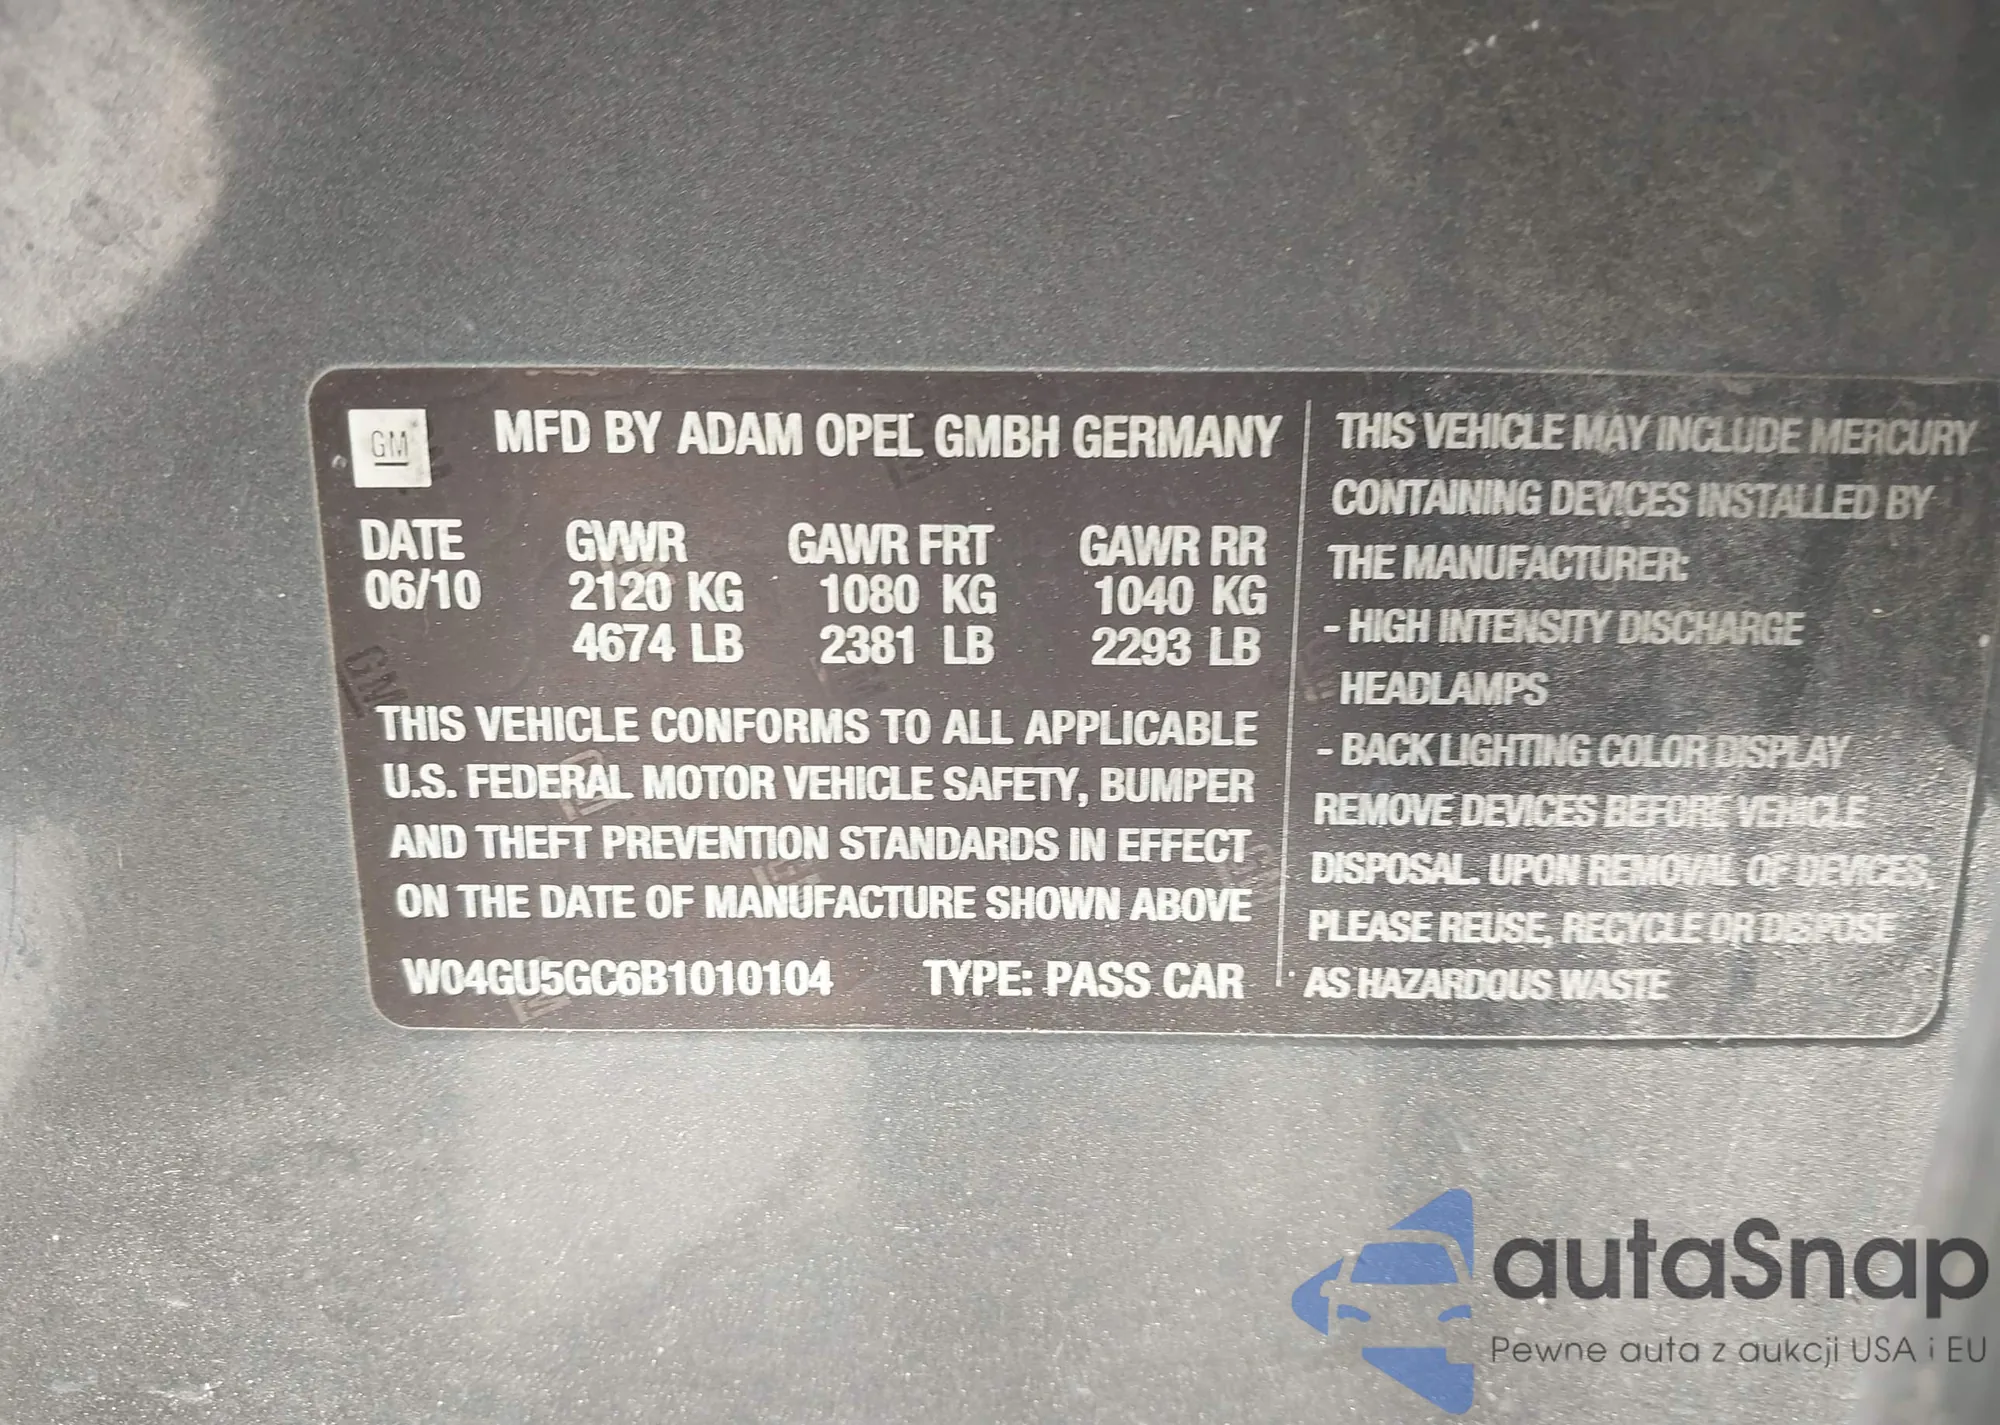 GM
MFD BY ADAM OPEL GMBH GERMANY
DATE GVWR GAWR FRT GAWR RR
06/10 2120 KG 1080 KG 1040 KG
4674 LB 2381 LB 2293 LB
THIS VEHICLE CONFORMS TO ALL APPLICABLE
U.S. FEDERAL MOTOR VEHICLE SAFETY, BUMPER
AND THEFT PREVENTION STANDARDS IN EFFECT
ON THE DATE OF MANUFACTURE SHOWN ABOVE
W04GU5GC6B1010104 TYPE: PASS CAR
THIS VEHICLE MAY INCLUDE MERCURY
CONTAINING DEVICES INSTALLED BY
THE MANUFACTURER:
- HIGH INTENSITY DISCHARGE
HEADLAMPS
- BACK LIGHTING COLOR DISPLAY
REMOVE DEVICES BEFORE VEHICLE
DISPOSAL. UPON REMOVAL OF DEVICES,
PLEASE REUSE, RECYCLE OR DISPOSE
AS HAZARDOUS WASTE
autaSnap
Pewne auta z aukcji USA i EU